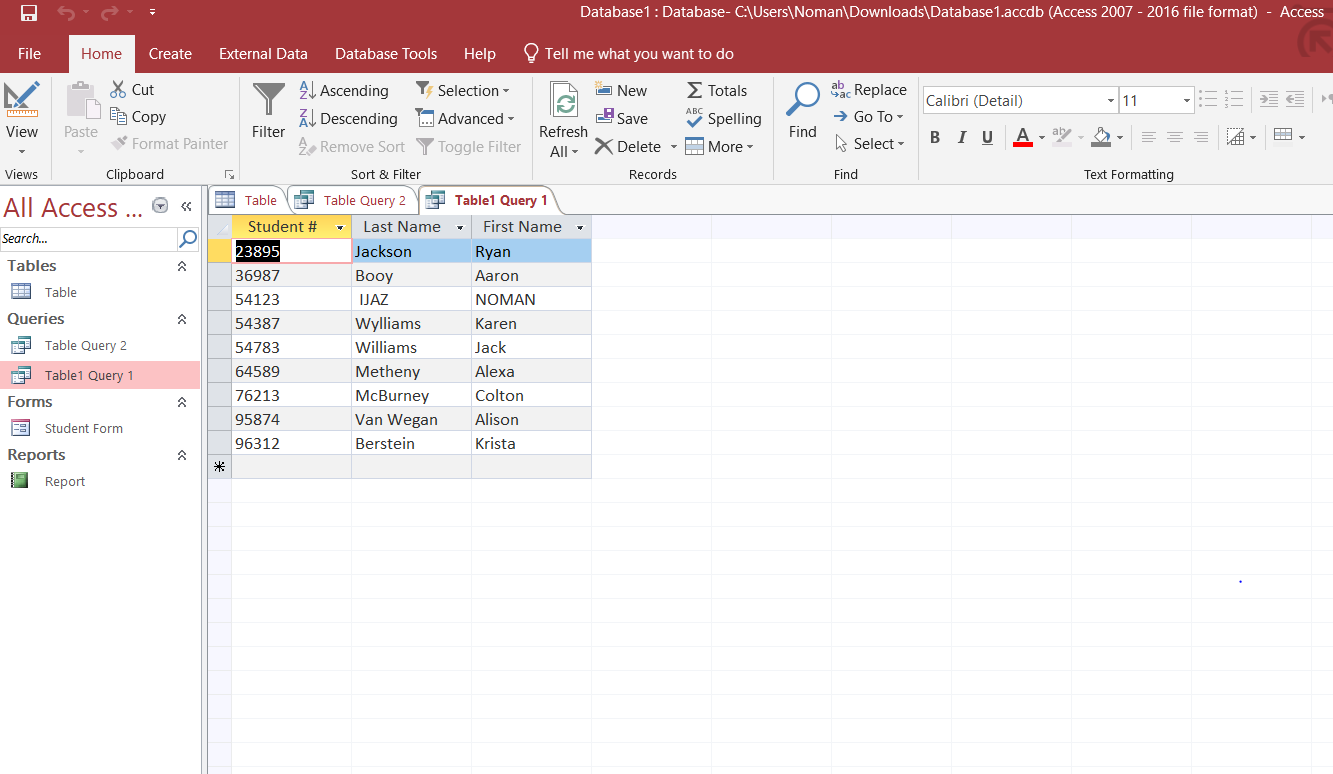 Database1 : Database- C:\Users\Noman\Downloads\Database1.accdb (Access 2007 - 2016 file format) - Access
File Home Create External Data Database Tools Help Tell me what you want to do
View
Views
Paste
Cut
Copy
Format Painter
Clipboard
Filter
Ascending
Descending
Remove Sort
Selection
Advanced
Toggle Filter
Sort & Filter
Refresh
All
New
Save
Delete
Totals
Spelling
More
Records
Find
Replace
Go To
Select
Find
Calibri (Detail) 11
B I U A
Text Formatting
All Access ...
Search...
Tables
Table
Queries
Table Query 2
Table1 Query 1
Forms
Student Form
Reports
Report
Table Table Query 2 Table1 Query 1
Student # Last Name First Name
23895 Jackson Ryan
36987 Booy Aaron
54123 IJAZ NOMAN
54387 Wylliams Karen
54783 Williams Jack
64589 Metheny Alexa
76213 McBurney Colton
95874 Van Wegan Alison
96312 Berstein Krista